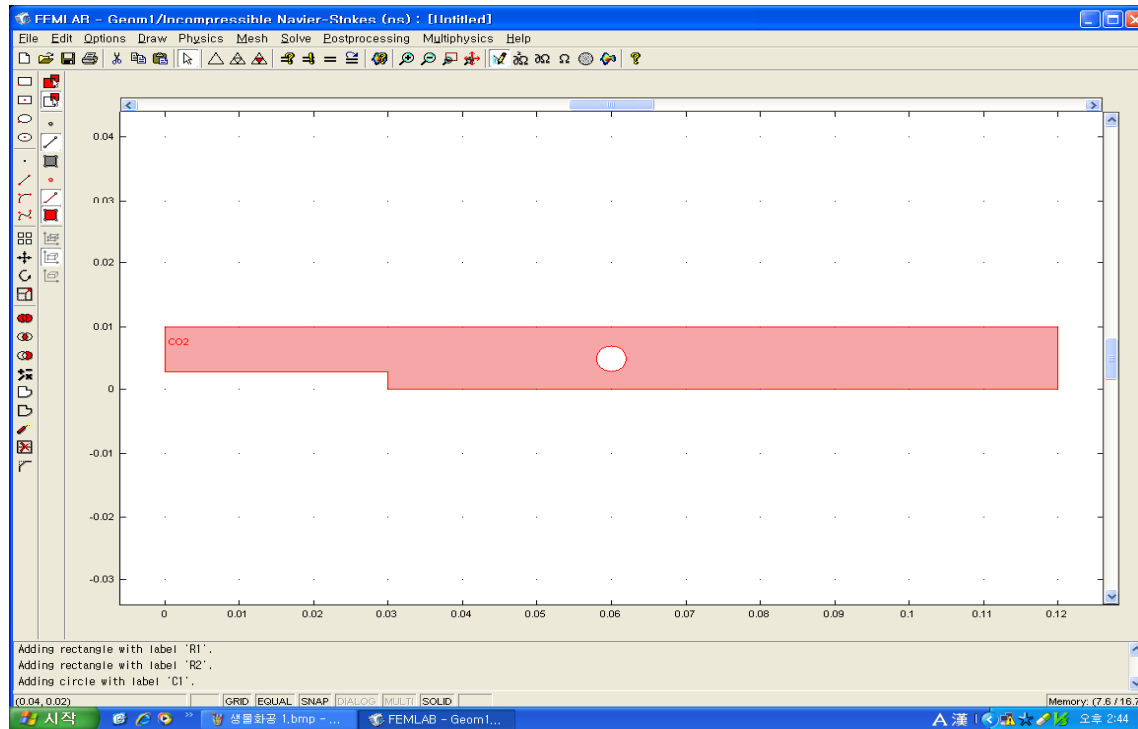 FEMLAB - Geom1/Incompressible Navier-Stokes (ns) : [Untitled]
File Edit Options Draw Physics Mesh Solve Postprocessing Multiphysics Help
0.04
0.03
0.02
0.01
CO2
0
-0.01
-0.02
-0.03
0 0.01 0.02 0.03 0.04 0.05 0.06 0.07 0.08 0.09 0.1 0.11 0.12
Adding rectangle with label 'R1'.
Adding rectangle with label 'R2'.
Adding circle with label 'C1'.
(0.04, 0.02) GRID EQUAL SNAP DIALOG MULTI SOLID Memory: (7.6 / 16.7
시작 생물화공 1.bmp - ... FEMLAB - Geom1... A 漢 오후 2:44